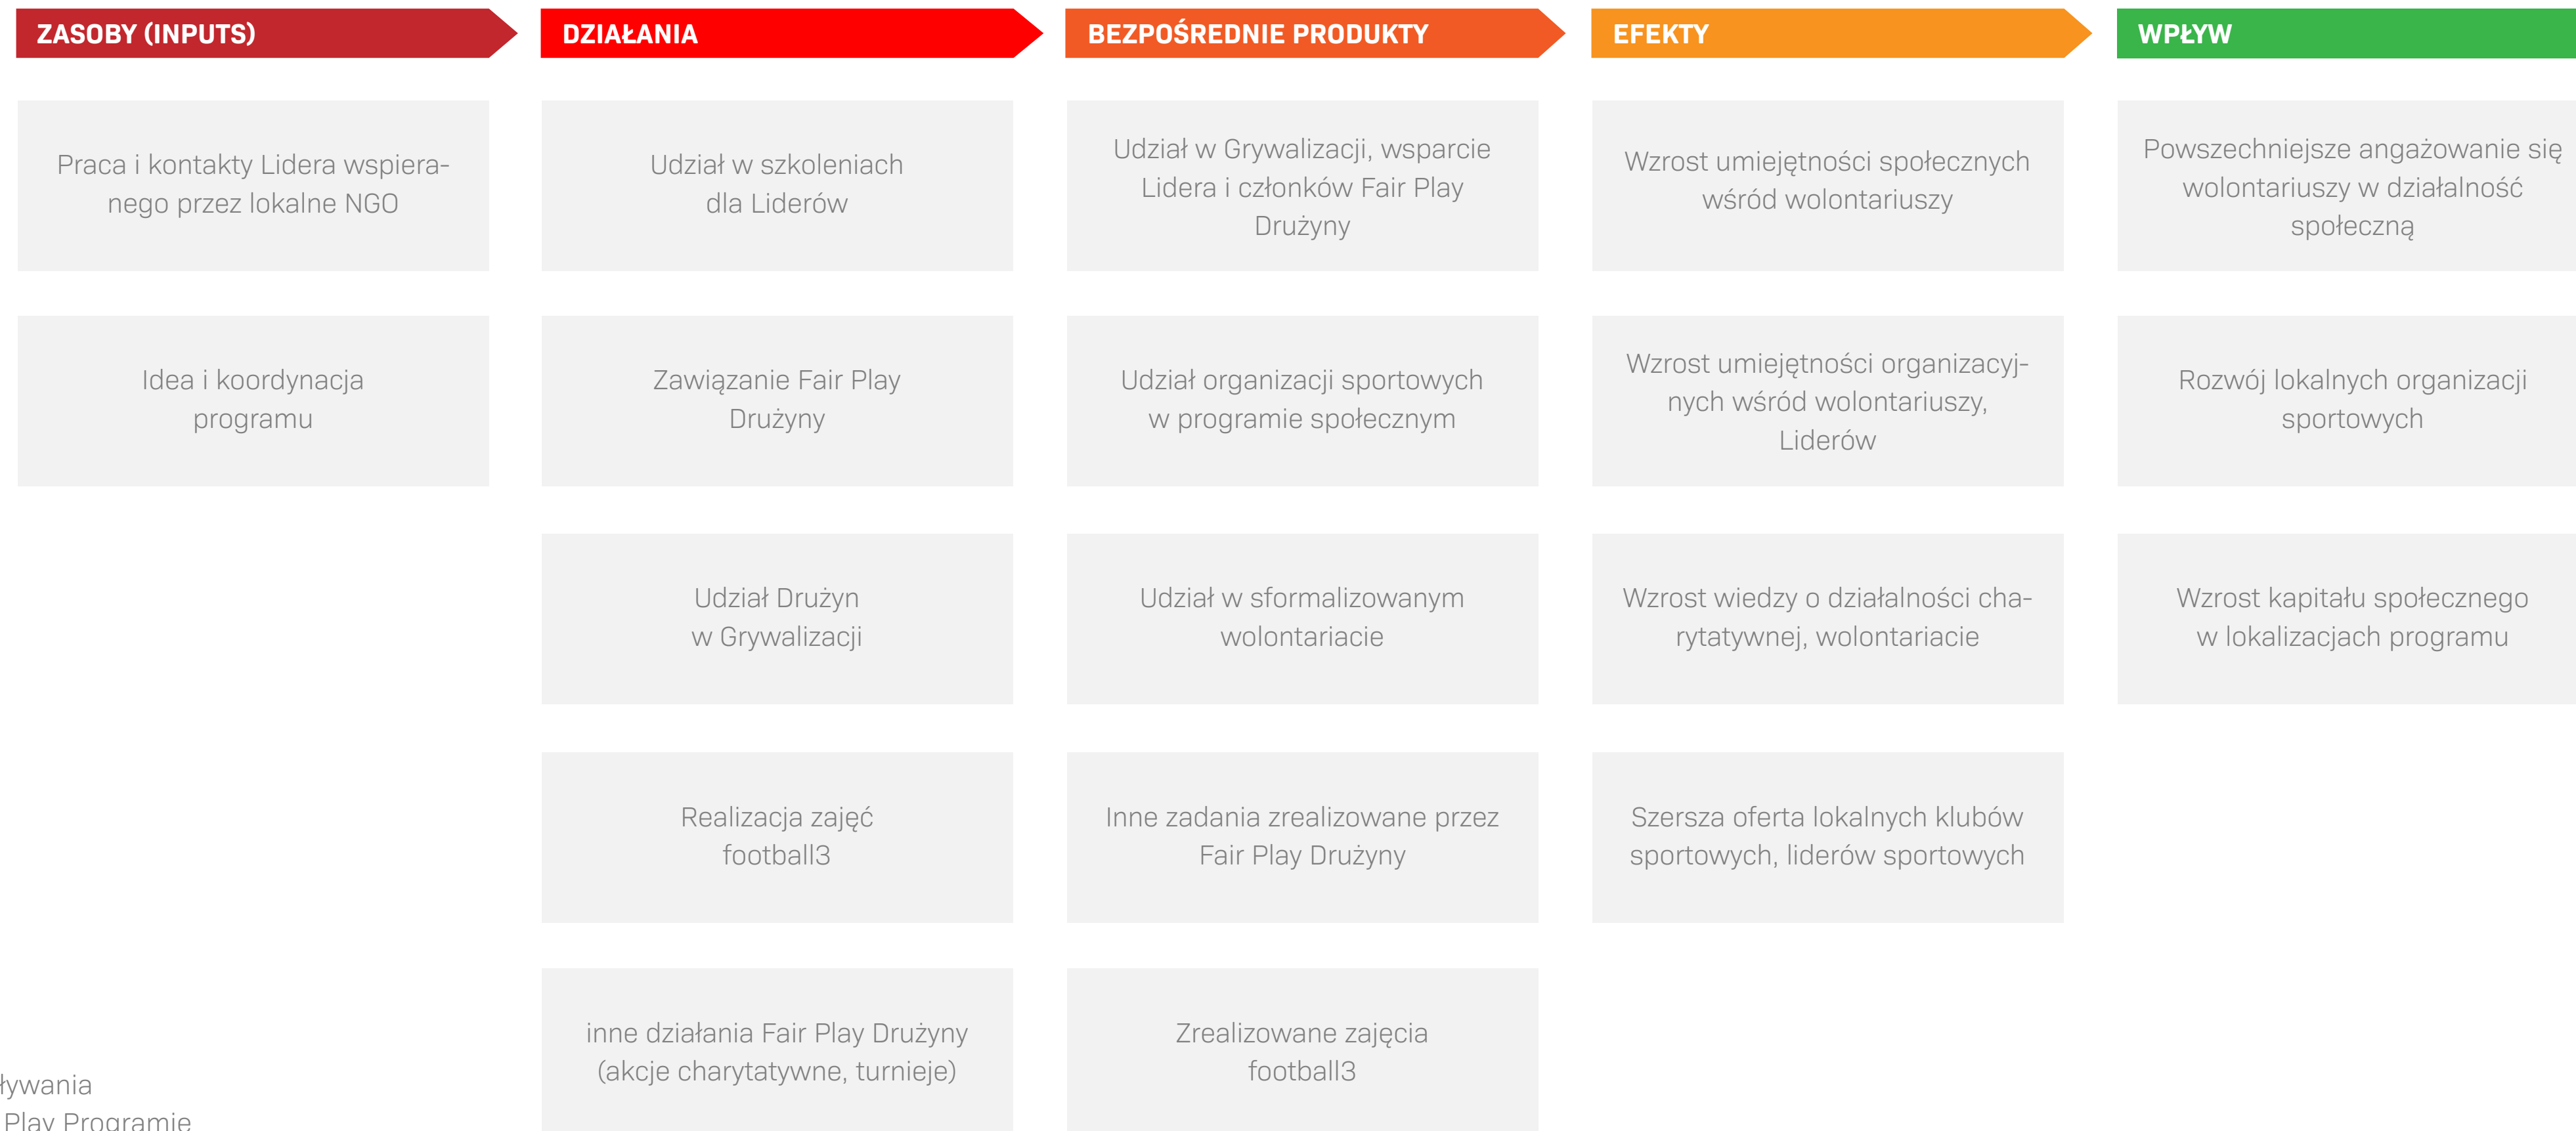 ZASOBY (INPUTS)
DZIAŁANIA
BEZPOŚREDNIE PRODUKTY
EFEKTY
WPŁYW
Praca i kontakty Lidera wspiera-
nego przez lokalne NGO
Udział w szkoleniach
dla Liderów
Udział w Grywalizacji, wsparcie
Lidera i członków Fair Play
Drużyny
Wzrost umiejętności społecznych
wśród wolontariuszy
Powszechniejsze angażowanie się
wolontariuszy w działalność
społeczną
Idea i koordynacja
programu
Zawiązanie Fair Play
Drużyny
Udział organizacji sportowych
w programie społecznym
Wzrost umiejętności organizacyj-
nych wśród wolontariuszy,
Liderów
Rozwój lokalnych organizacji
sportowych
Udział Drużyn
w Grywalizacji
Udział w sformalizowanym
wolontariacie
Wzrost wiedzy o działalności cha-
rytatywnej, wolontariacie
Wzrost kapitału społecznego
w lokalizacjach programu
Realizacja zajęć
football3
Inne zadania zrealizowane przez
Fair Play Drużyny
Szersza oferta lokalnych klubów
sportowych, liderów sportowych
inne działania Fair Play Drużyny
(akcje charytatywne, turnieje)
Zrealizowane zajęcia
football3
Play Programie